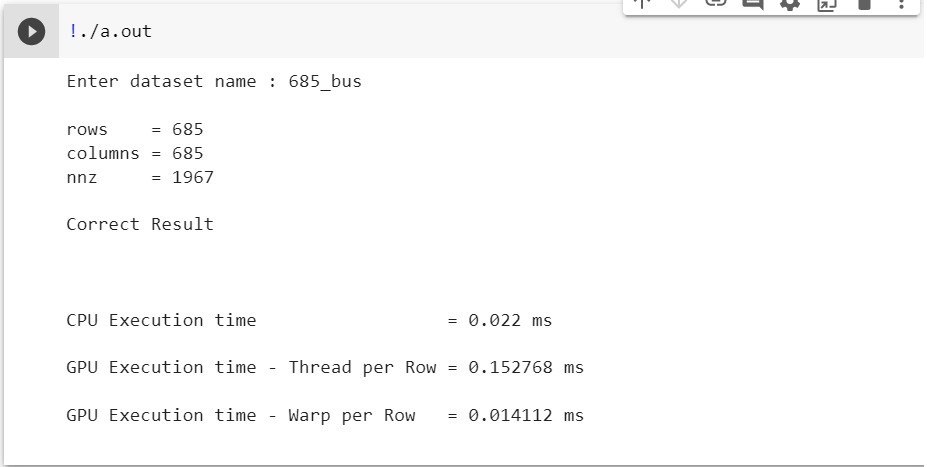 !./a.out
Enter dataset name : 685_bus
rows    = 685
columns = 685
nnz     = 1967
Correct Result
CPU Execution time                  = 0.022 ms
GPU Execution time - Thread per Row = 0.152768 ms
GPU Execution time - Warp per Row   = 0.014112 ms